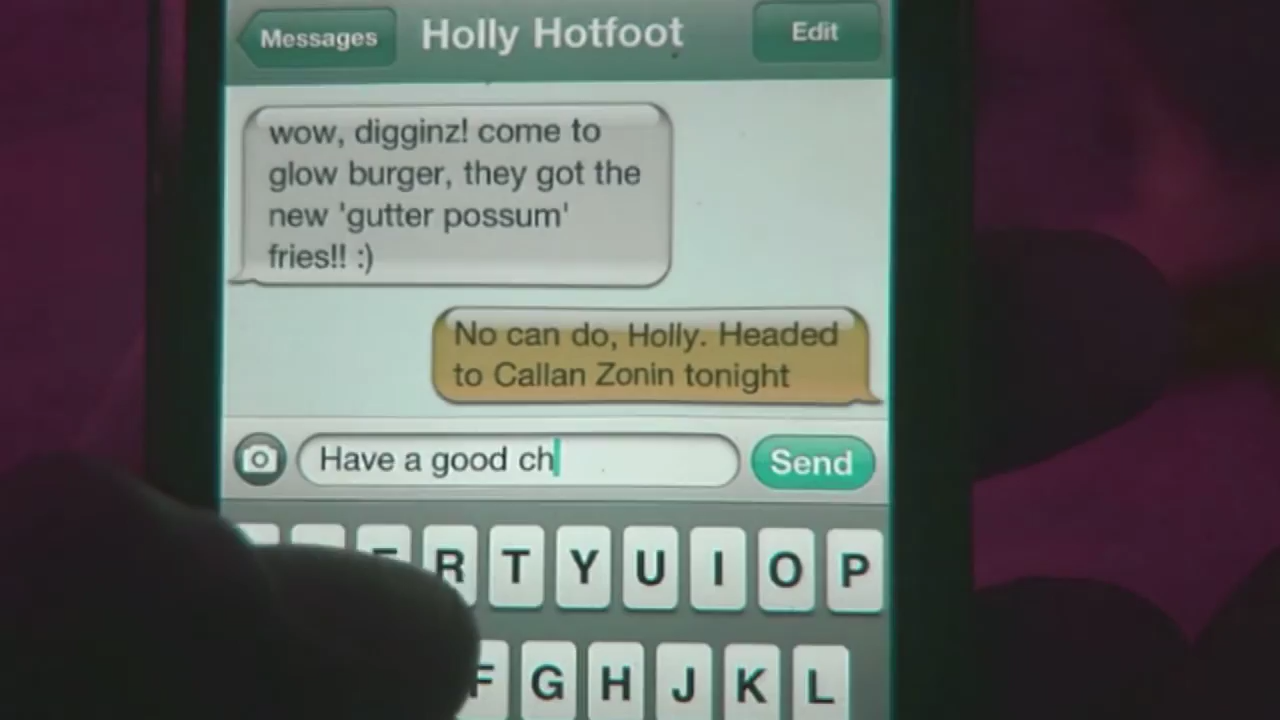 Messages
Holly Hotfoot
Edit
wow, digginz! come to
glow burger, they got the
new 'gutter possum'
fries!! :)
No can do, Holly. Headed
to Callan Zonin tonight
Have a good ch
Send
R T Y U I O P
F G H J K L